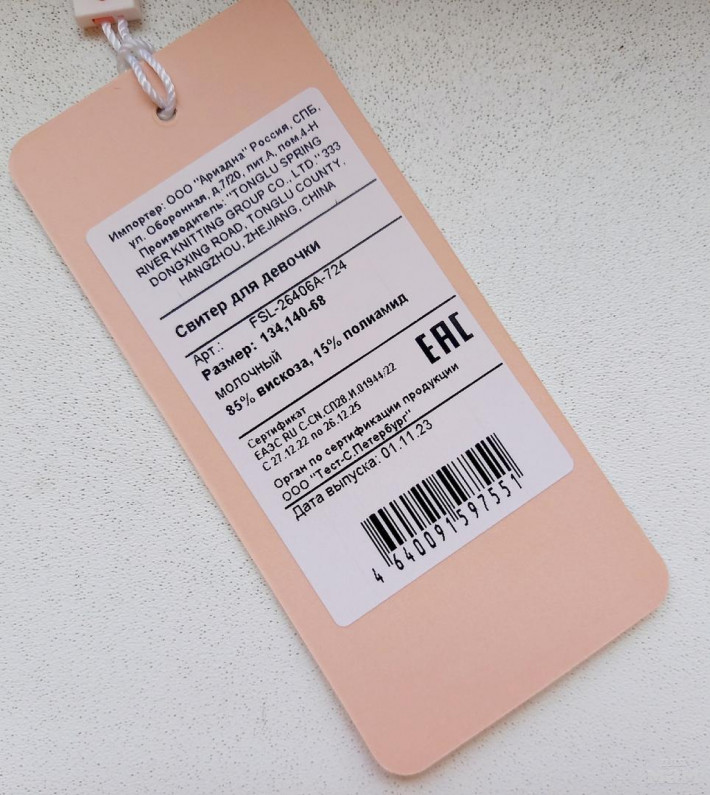 Импортер: ООО "Ариадна" Россия, СПБ,
ул. Оборонная, д.7/20, лит.А, пом.4-Н
Производитель: "TONGLU SPRING
RIVER KNITTING GROUP CO., LTD." 333
DONGXING ROAD, TONGLU COUNTY,
HANGZHOU, ZHEJIANG, CHINA
Свитер для девочки
Арт.: FSL-26406A-724
Размер: 134,140-68
молочный
85% вискоза, 15% полиамид
EAC
Сертификат
ЕАЭС RU C-CN.СП28.И.01944/22
С 27.12.22 по 26.12.25
Орган по сертификации продукции
ООО "Тест-С.Петербург"
Дата выпуска: 01.11.23
4 640091 597551